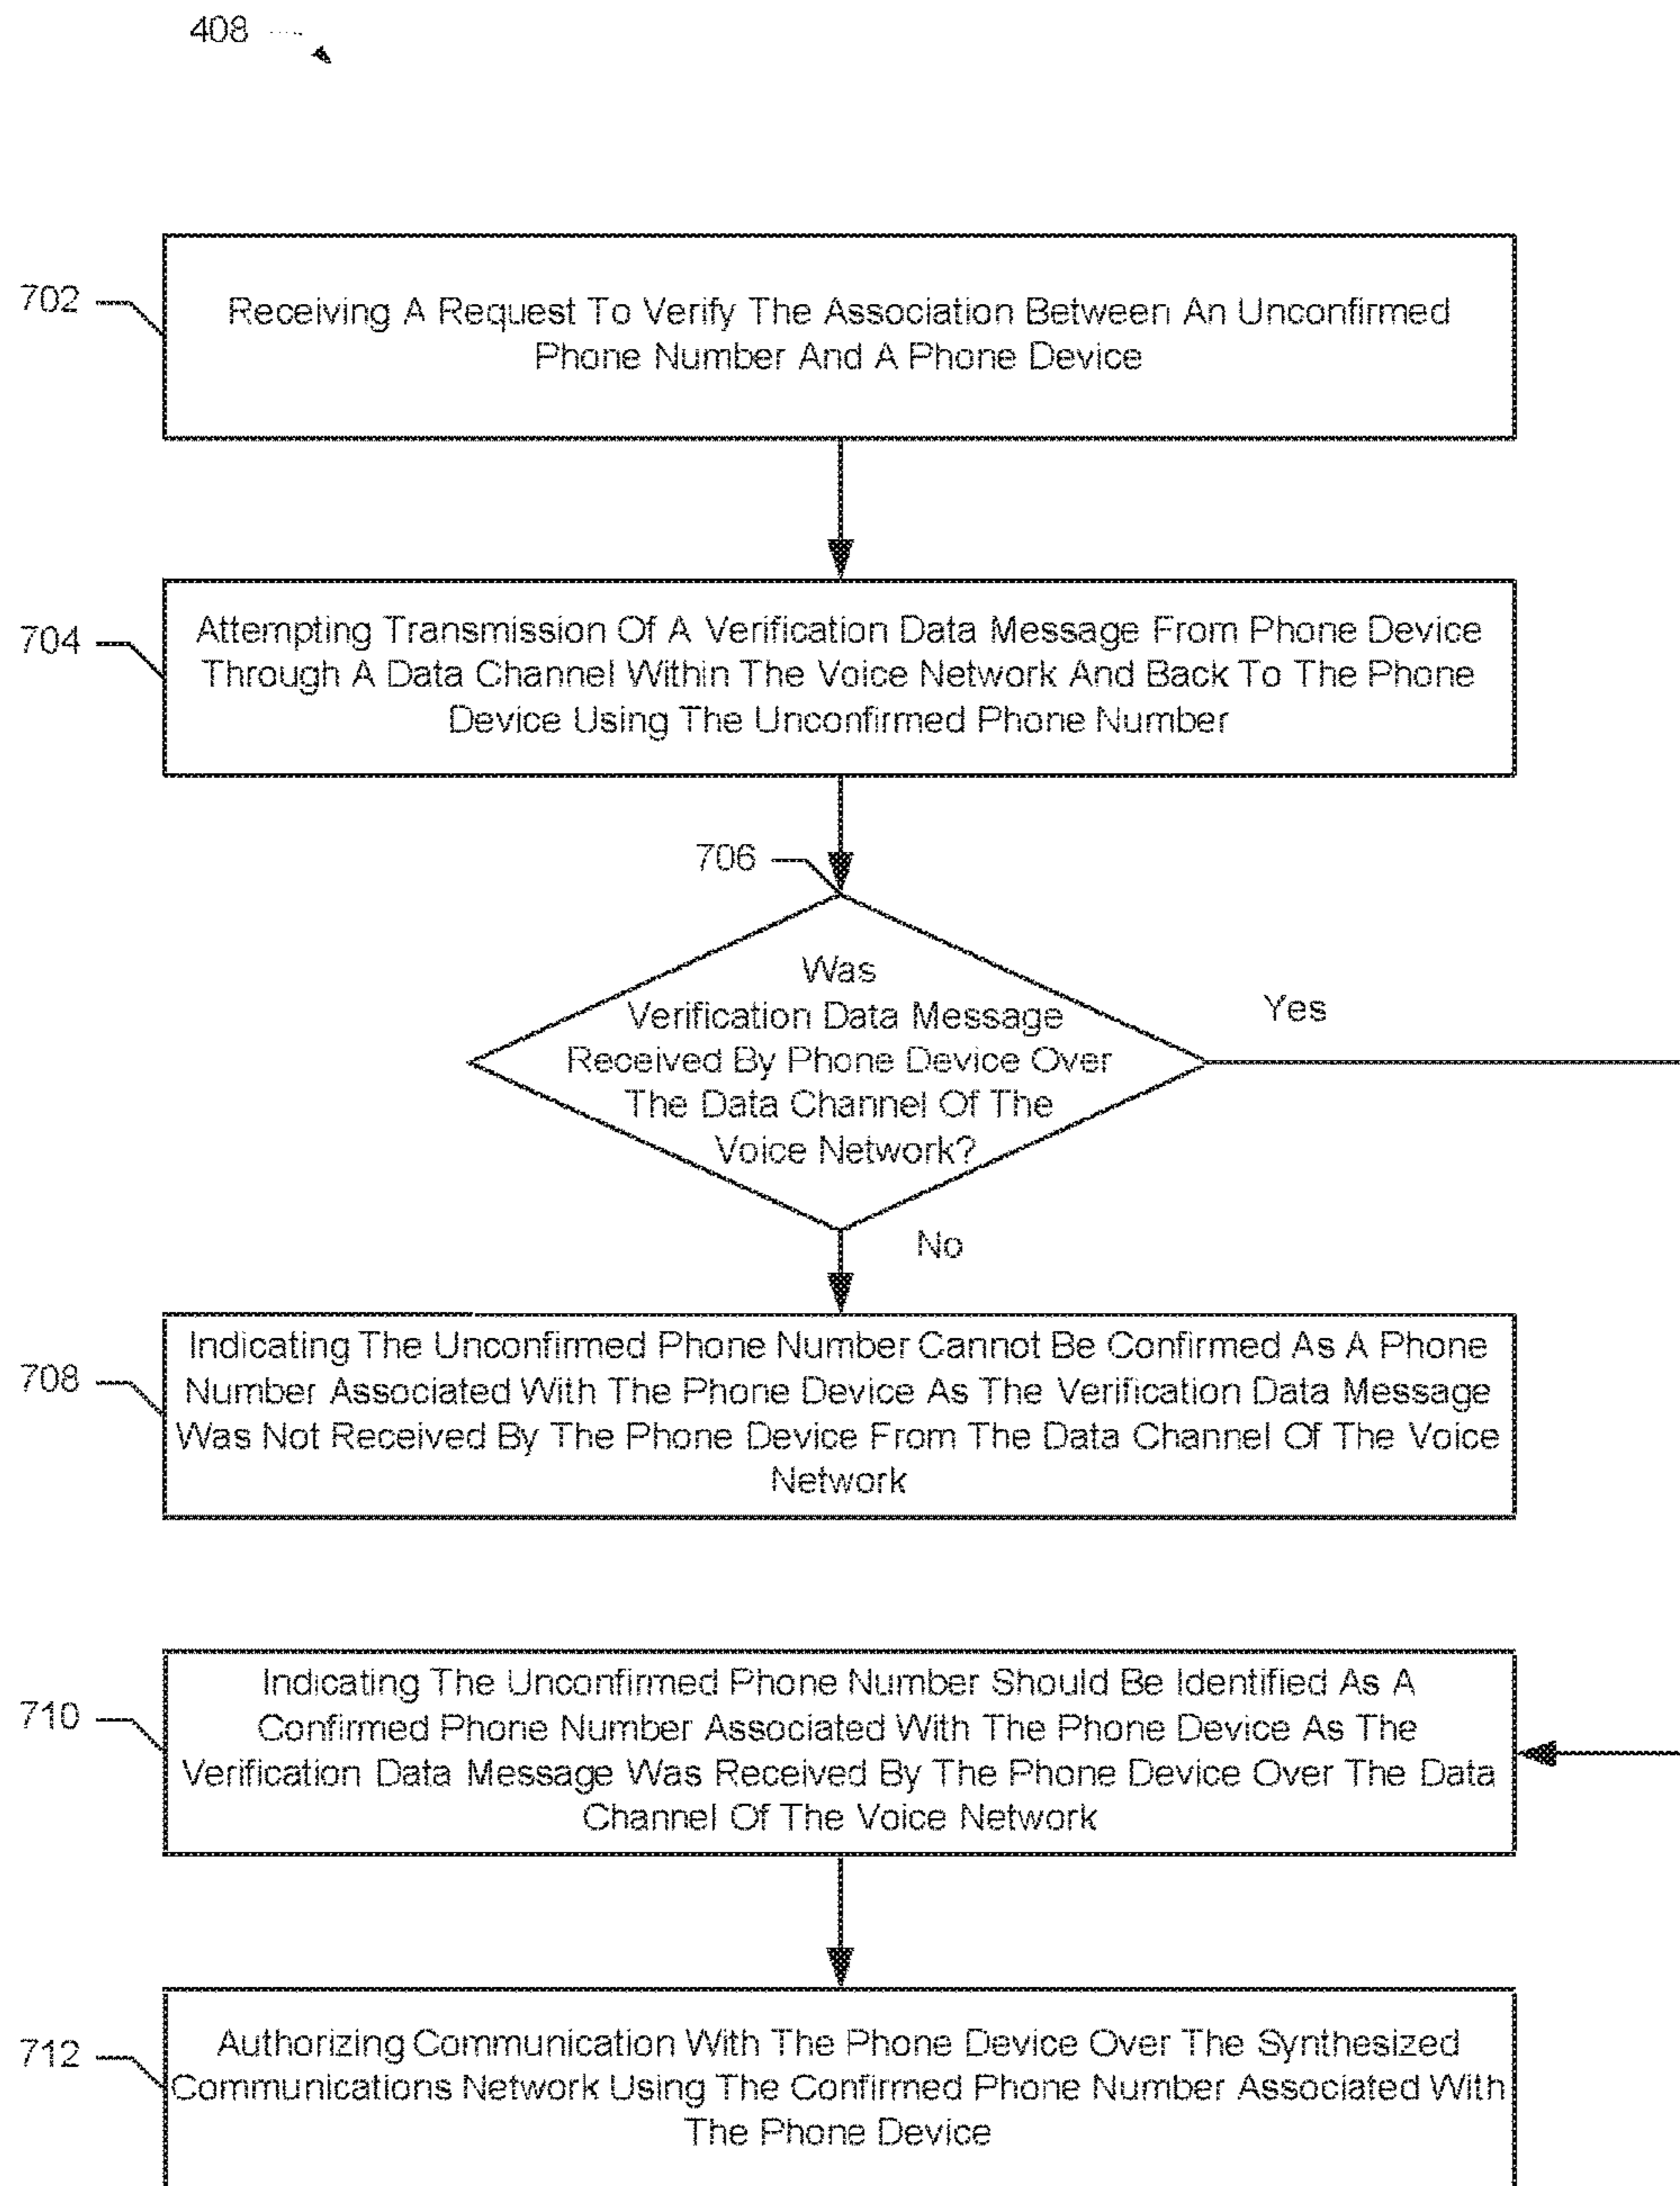 408
702
Receiving A Request To Verify The Association Between An Unconfirmed
Phone Number And A Phone Device
704
Attempting Transmission Of A Verification Data Message From Phone Device
Through A Data Channel Within The Voice Network And Back To The Phone
Device Using The Unconfirmed Phone Number
706
Was
Verification Data Message
Received By Phone Device Over
The Data Channel Of The
Voice Network?
Yes
No
708
Indicating The Unconfirmed Phone Number Cannot Be Confirmed As A Phone
Number Associated With The Phone Device As The Verification Data Message
Was Not Received By The Phone Device From The Data Channel Of The Voice
Network
710
Indicating The Unconfirmed Phone Number Should Be Identified As A
Confirmed Phone Number Associated With The Phone Device As The
Verification Data Message Was Received By The Phone Device Over The Data
Channel Of The Voice Network
712
Authorizing Communication With The Phone Device Over The Synthesized
Communications Network Using The Confirmed Phone Number Associated With
The Phone Device